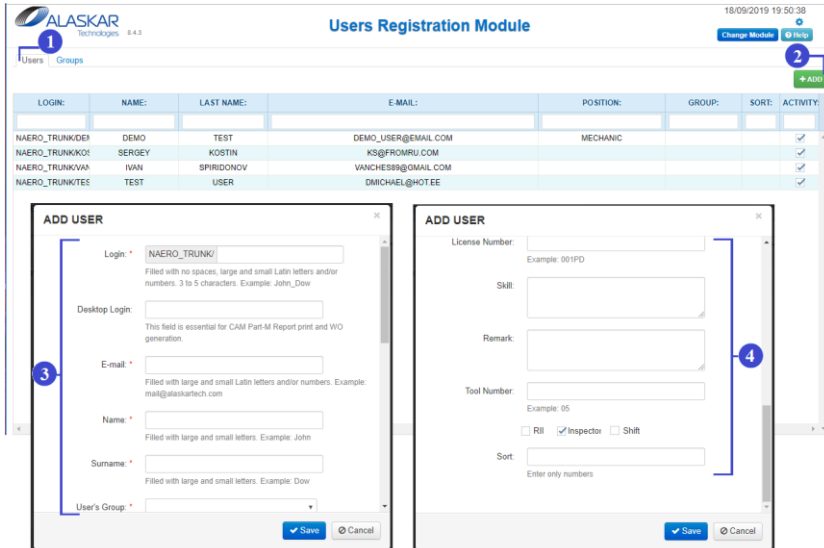 ALASKAR
Technologies 8.4.3
Users Registration Module
18/09/2019 19:50:38
Change Module Help
1
2
Users Groups
+ ADD
LOGIN: NAME: LAST NAME: E-MAIL: POSITION: GROUP: SORT: ACTIVITY:
NAERO_TRUNK/DEM DEMO TEST DEMO_USER@EMAIL.COM MECHANIC
NAERO_TRUNK/KOS SERGEY KOSTIN KS@FROMRU.COM
NAERO_TRUNK/VAN IVAN SPIRIDONOV VANCHES89@GMAIL.COM
NAERO_TRUNK/TES TEST USER DMICHAEL@HOT.EE
ADD USER ×
Login: * NAERO_TRUNK/
Filled with no spaces, large and small Latin letters and/or
numbers. 3 to 5 characters. Example: John_Dow
Desktop Login:
This field is essential for CAM Part-M Report print and WO
generation
3
E-mail: *
Filled with large and small Latin letters and/or numbers. Example:
mail@alaskartech.com
Name: *
Filled with large and small letters. Example: John
Surname: *
Filled with large and small letters. Example: Dow
User's Group: *
Save Cancel
ADD USER ×
License Number:
Example: 001PD
Skill:
Remark:
4
Tool Number:
Example: 05
RII Inspector Shift
Sort:
Enter only numbers
Save Cancel